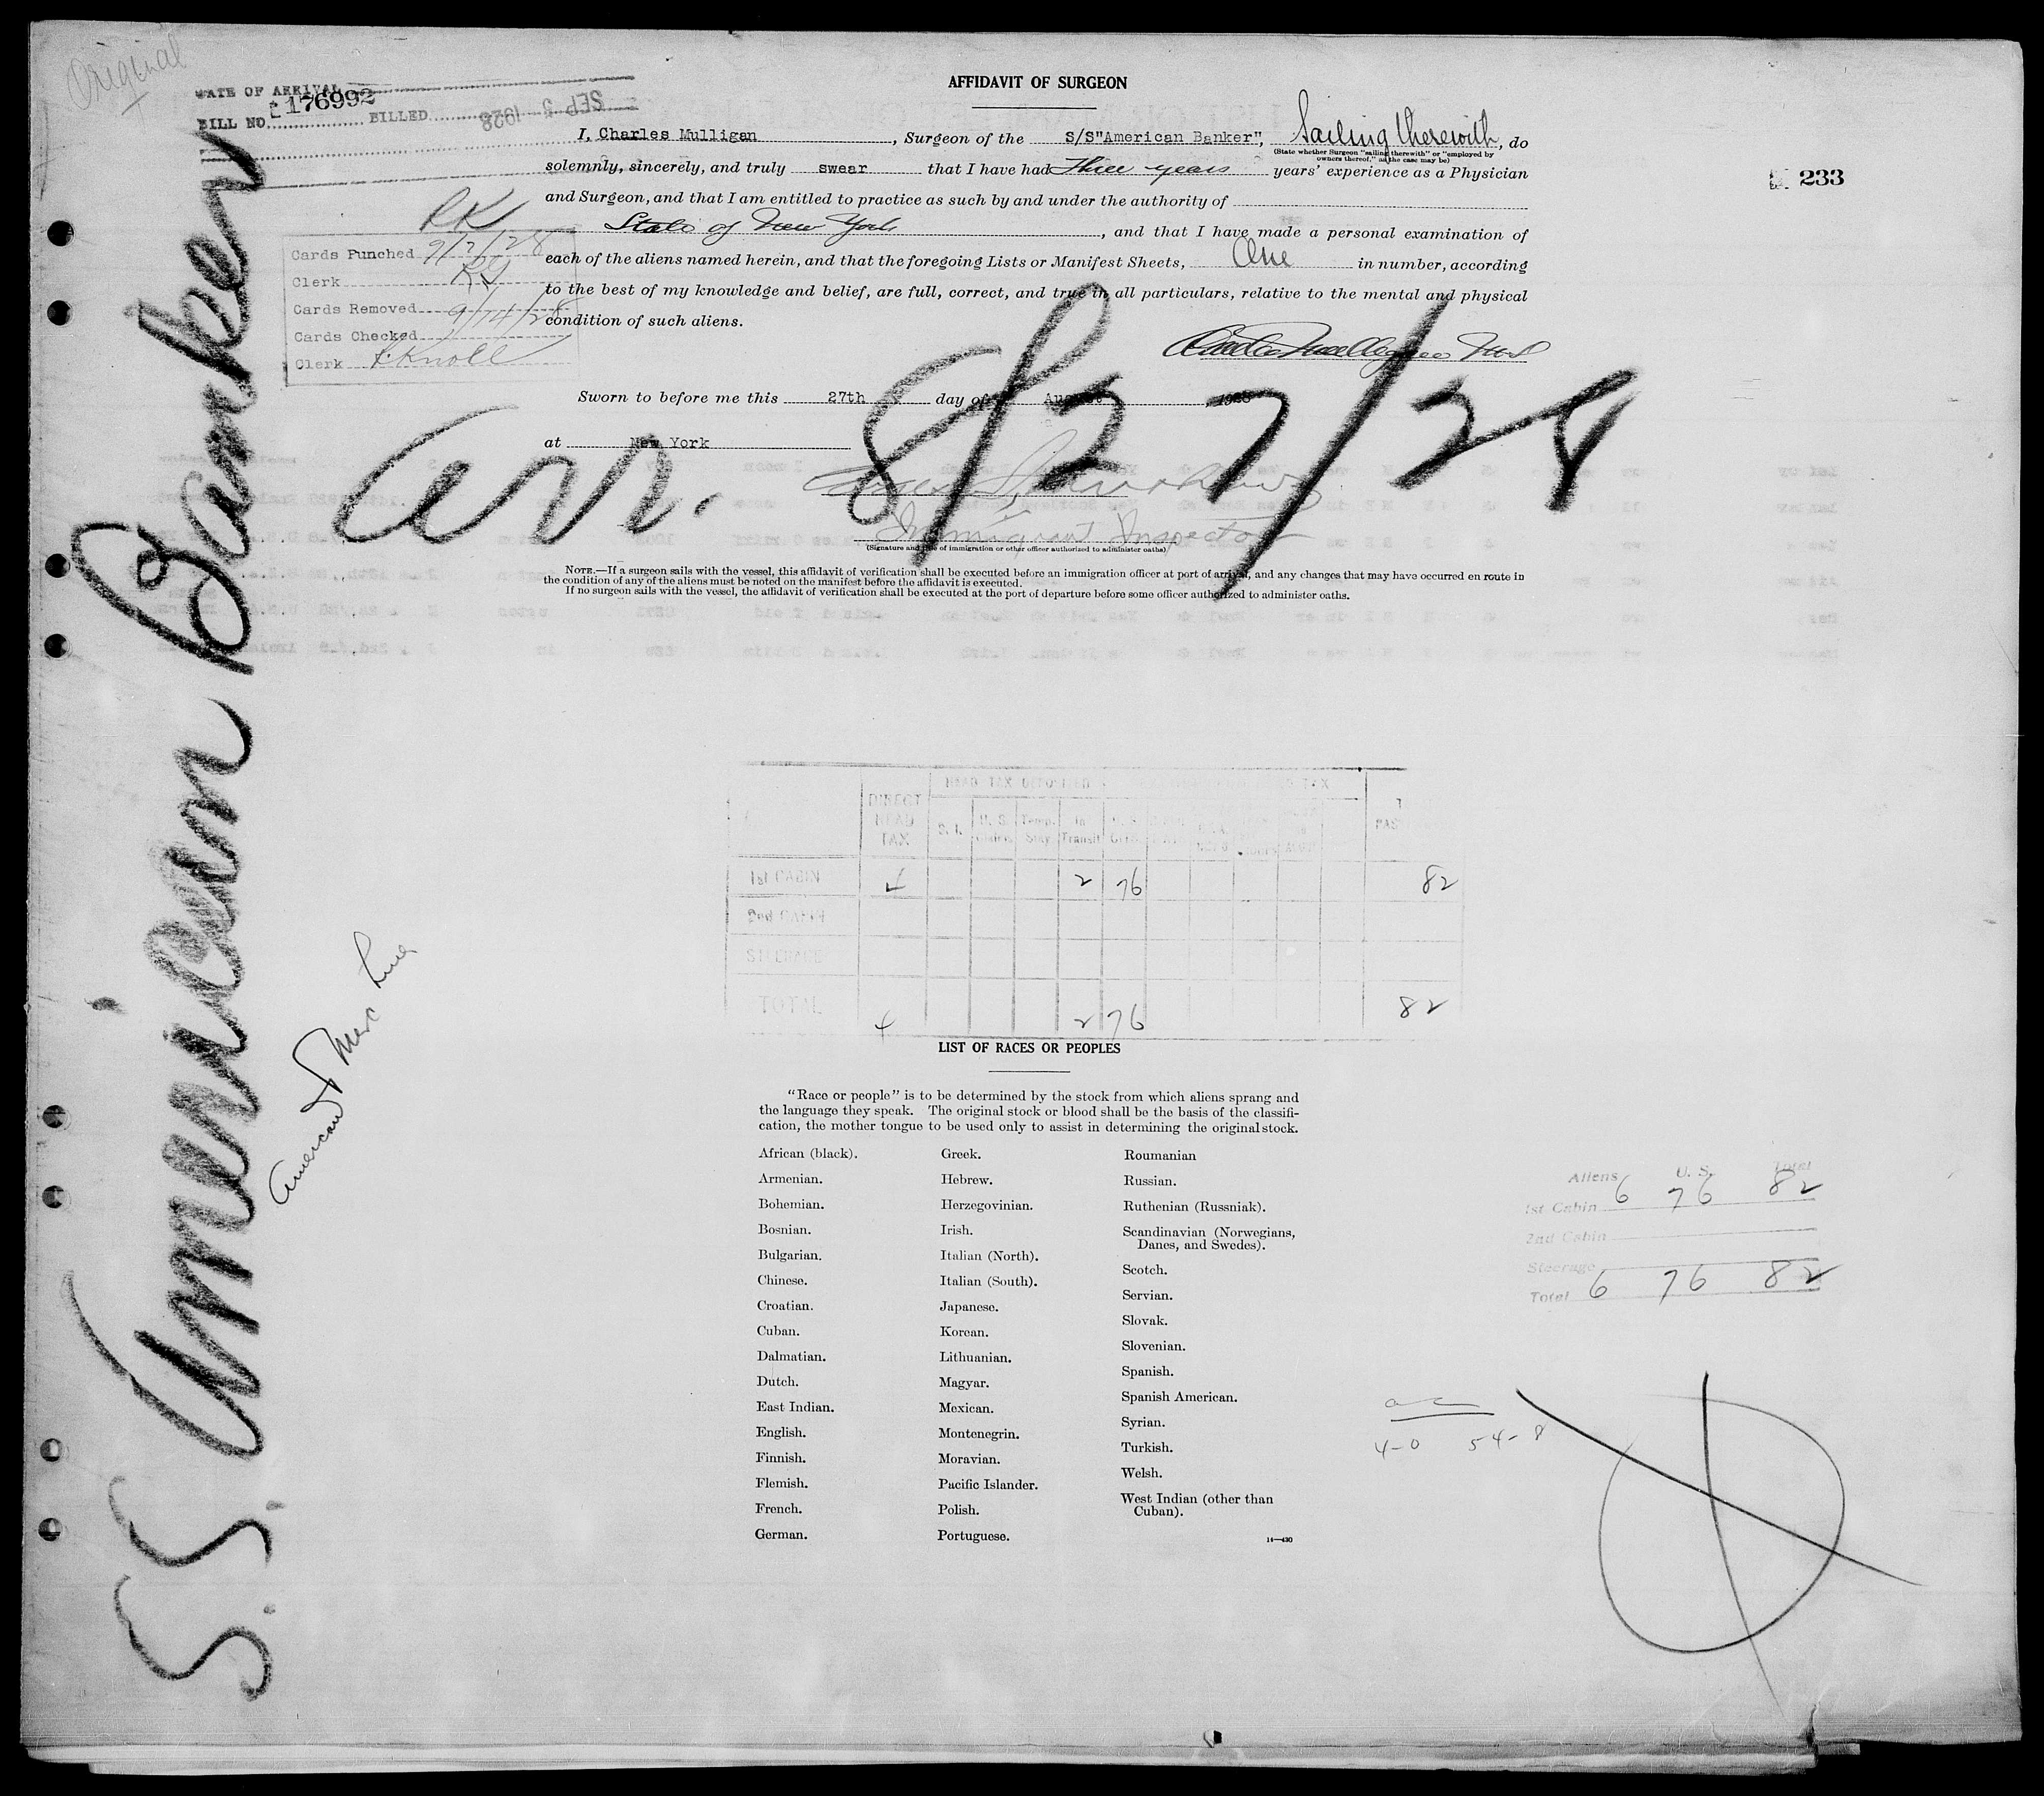 Original
DATE OF ARRIVAL
BILL NO. 176992 BILLED SEP 5 1928
AFFIDAVIT OF SURGEON
I, Charles Mulligan, Surgeon of the S/S"American Banker", Sailing therewith, do
(State whether Surgeon "sailing therewith" or "employed by
owners thereof," as the case may be)
solemnly, sincerely, and truly swear that I have had Three years years' experience as a Physician
and Surgeon, and that I am entitled to practice as such by and under the authority of
State of New York, and that I have made a personal examination of
each of the aliens named herein, and that the foregoing Lists or Manifest Sheets, One in number, according
to the best of my knowledge and belief, are full, correct, and true in all particulars, relative to the mental and physical
condition of such aliens.
233
RK
Cards Punched 9/7/28
Clerk
Cards Removed 9/14/28
Cards Checked
Clerk
Sworn to before me this 27th day of August, 1928
at New York
arr. 8/27/28
Immigrant Inspector
(Signature and title of immigration or other officer authorized to administer oaths)
NOTE.—If a surgeon sails with the vessel, this affidavit of verification shall be executed before an immigration officer at port of arrival, and any changes that may have occurred en route in
the condition of any of the aliens must be noted on the manifest before the affidavit is executed.
If no surgeon sails with the vessel, the affidavit of verification shall be executed at the port of departure before some officer authorized to administer oaths.
S.S. American Banker
American Merc Line
DIRECT HEAD TAX
S. I.
Temp. Stay
In Transit
1st CABIN 4 2 76 82
2nd CABIN
STEERAGE
TOTAL 4 2 76 82
LIST OF RACES OR PEOPLES
"Race or people" is to be determined by the stock from which aliens sprang and
the language they speak. The original stock or blood shall be the basis of the classifi-
cation, the mother tongue to be used only to assist in determining the original stock.
African (black).
Armenian.
Bohemian.
Bosnian.
Bulgarian.
Chinese.
Croatian.
Cuban.
Dalmatian.
Dutch.
East Indian.
English.
Finnish.
Flemish.
French.
German.
Greek.
Hebrew.
Herzegovinian.
Irish.
Italian (North).
Italian (South).
Japanese.
Korean.
Lithuanian.
Magyar.
Mexican.
Montenegrin.
Moravian.
Pacific Islander.
Polish.
Portuguese.
Roumanian
Russian.
Ruthenian (Russniak).
Scandinavian (Norwegians,
Danes, and Swedes).
Scotch.
Servian.
Slovak.
Slovenian.
Spanish.
Spanish American.
Syrian.
Turkish.
Welsh.
West Indian (other than
Cuban).
14—430
Aliens U. S. Total
1st Cabin 6 76 82
2nd Cabin
Steerage
Total 6 76 82
4-0 54-8